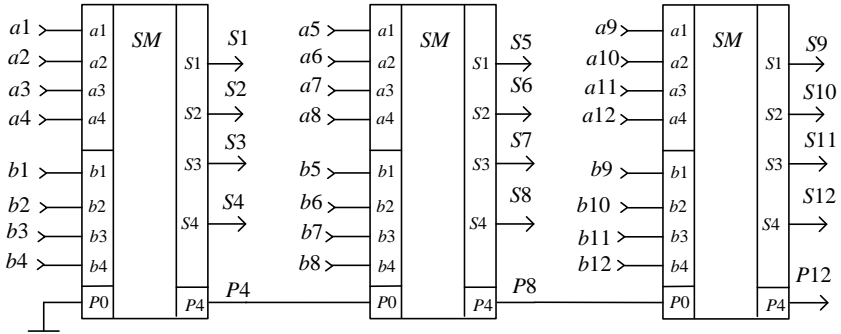 a1 a1 SM S1 a5 a1 SM S5 a9 a1 SM S9
a2 a2 S1 S2 a6 a2 S1 S6 a10 a2 S1 S10
a3 a3 a7 a3 a11 a3
a4 a4 S2 S3 a8 a4 S2 S7 a12 a4 S2 S11
b1 b1 S3 S4 b5 b1 S3 S8 b9 b1 S3 S12
b2 b2 S4 b6 b2 S4 b10 b2 S4
b3 b3 b7 b3 b11 b3
b4 b4 b8 b4 b12 b4
P0 P4 P4 P0 P4 P8 P0 P4 P12